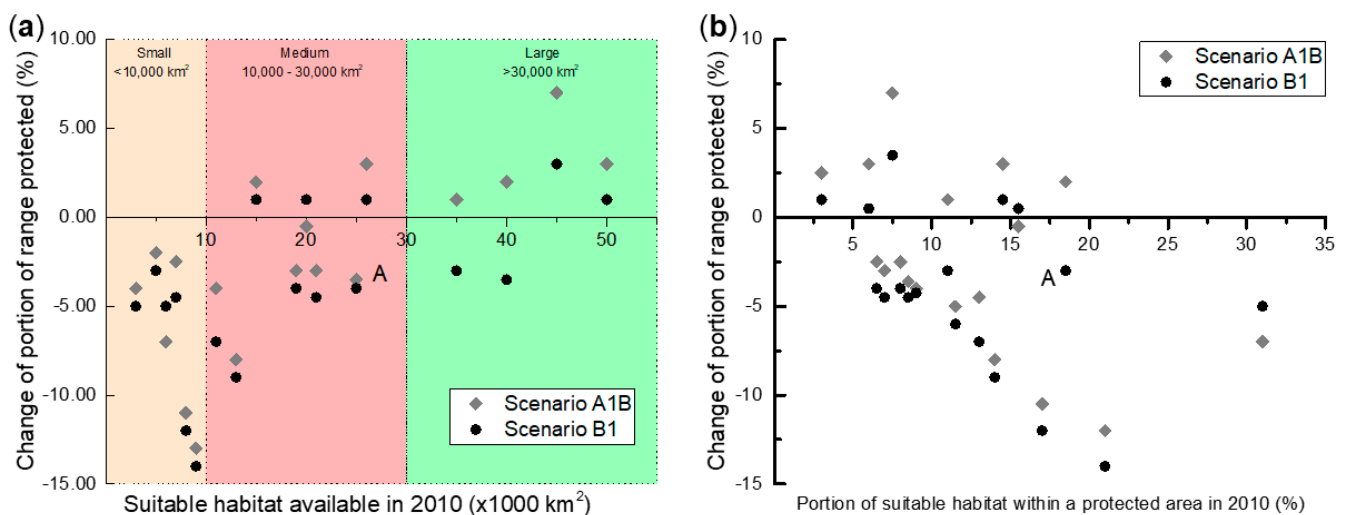 (a)
Change of portion of range protected (%)
10.00
5.00
0.00
-5.00
-10.00
-15.00
Small
<10,000 km²
Medium
10,000 - 30,000 km²
Large
>30,000 km²
10
20
30
40
50
A
Scenario A1B
Scenario B1
Suitable habitat available in 2010 (x1000 km²)
(b)
Change of portion of range protected (%)
10
5
0
-5
-10
-15
Scenario A1B
Scenario B1
5
10
15
20
25
30
35
A
Portion of suitable habitat within a protected area in 2010 (%)